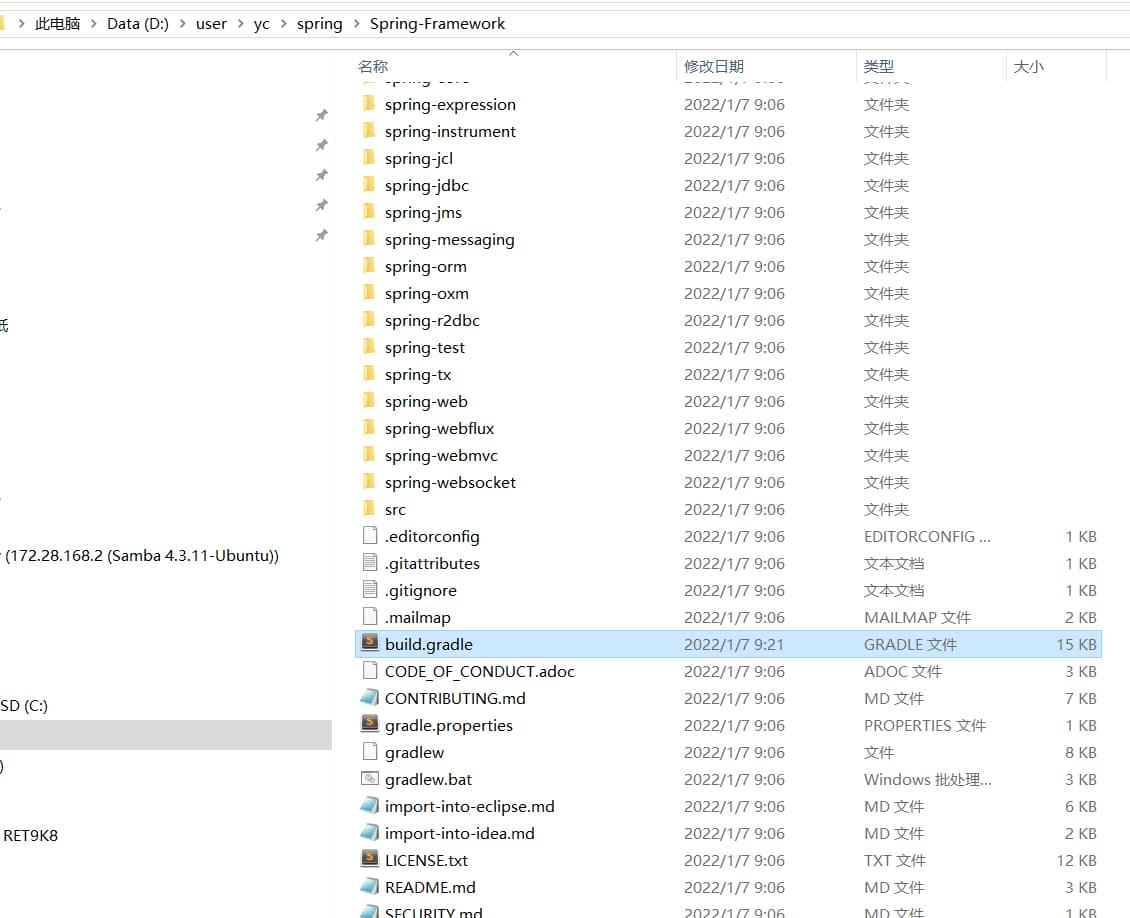 此电脑 > Data (D:) > user > yc > spring > Spring-Framework
名称 修改日期 类型 大小
spring-expression 2022/1/7 9:06 文件夹
spring-instrument 2022/1/7 9:06 文件夹
spring-jcl 2022/1/7 9:06 文件夹
spring-jdbc 2022/1/7 9:06 文件夹
spring-jms 2022/1/7 9:06 文件夹
spring-messaging 2022/1/7 9:06 文件夹
spring-orm 2022/1/7 9:06 文件夹
spring-oxm 2022/1/7 9:06 文件夹
spring-r2dbc 2022/1/7 9:06 文件夹
spring-test 2022/1/7 9:06 文件夹
spring-tx 2022/1/7 9:06 文件夹
spring-web 2022/1/7 9:06 文件夹
spring-webflux 2022/1/7 9:06 文件夹
spring-webmvc 2022/1/7 9:06 文件夹
spring-websocket 2022/1/7 9:06 文件夹
src 2022/1/7 9:06 文件夹
.editorconfig 2022/1/7 9:06 EDITORCONFIG ... 1 KB
(172.28.168.2 (Samba 4.3.11-Ubuntu))
.gitattributes 2022/1/7 9:06 文本文档 1 KB
.gitignore 2022/1/7 9:06 文本文档 1 KB
.mailmap 2022/1/7 9:06 MAILMAP 文件 2 KB
build.gradle 2022/1/7 9:21 GRADLE 文件 15 KB
CODE_OF_CONDUCT.adoc 2022/1/7 9:06 ADOC 文件 3 KB
CONTRIBUTING.md 2022/1/7 9:06 MD 文件 7 KB
SD (C:)
gradle.properties 2022/1/7 9:06 PROPERTIES 文件 1 KB
gradlew 2022/1/7 9:06 文件 8 KB
)
gradlew.bat 2022/1/7 9:06 Windows 批处理... 3 KB
import-into-eclipse.md 2022/1/7 9:06 MD 文件 6 KB
RET9K8
import-into-idea.md 2022/1/7 9:06 MD 文件 2 KB
LICENSE.txt 2022/1/7 9:06 TXT 文件 12 KB
README.md 2022/1/7 9:06 MD 文件 3 KB
SECURITY.md 2022/1/7 9:06 MD 文件 1 KB